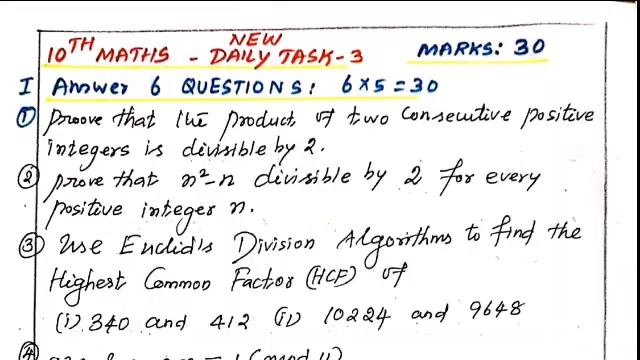 NEW
10TH MATHS - DAILY TASK-3 MARKS: 30
I Answer 6 QUESTIONS: 6×5=30
① Proove that the product of two consecutive positive
integers is divisible by 2.
② Prove that n²-n divisible by 2 for every
positive integer n.
③ Use Euclid's Division Algorithms to find the
Highest Common Factor (HCF) of
(i) 340 and 412 (ii) 10224 and 9648
④